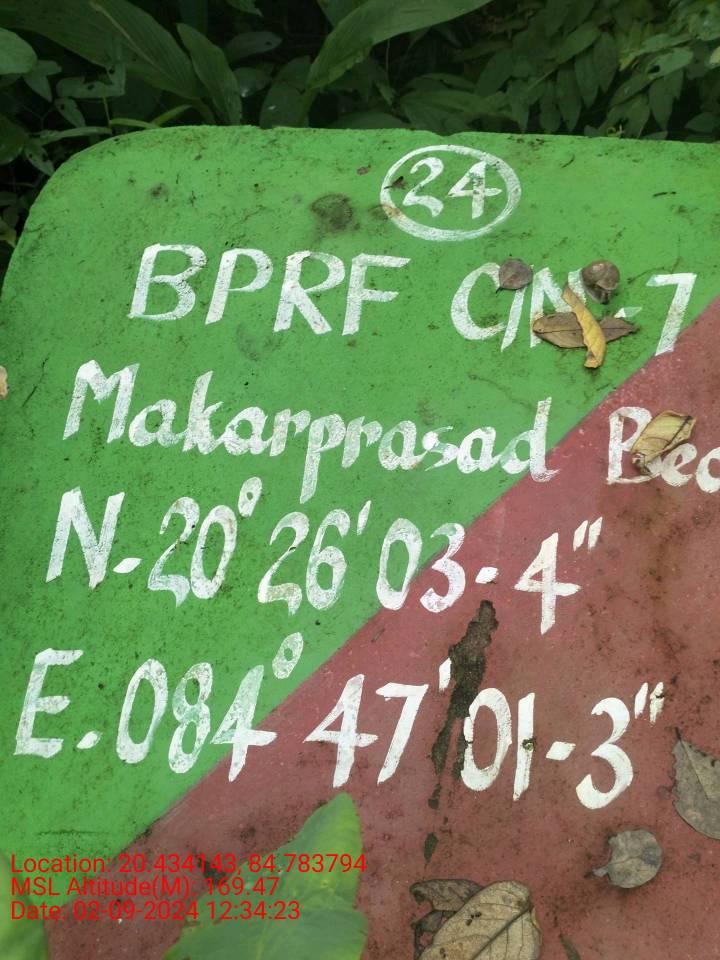 24
BPRF C/N-7
Makarprasad
N-20° 26' 03-4"
E-084° 47' 01-3"
Location: 20.434143, 84.783794
MSL Altitude(M): 169.47
Date: 02-09-2024 12:34:23